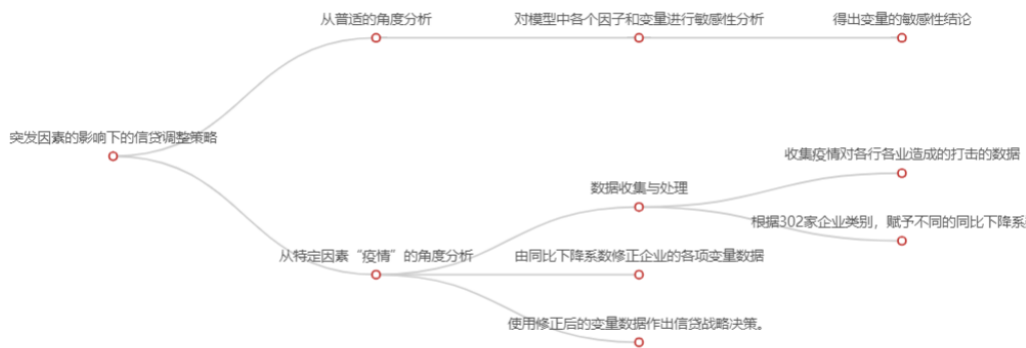 从普适的角度分析
对模型中各个因子和变量进行敏感性分析
得出变量的敏感性结论
突发因素的影响下的信贷调整策略
收集疫情对各行各业造成的打击的数据
数据收集与处理
根据302家企业类别，赋予不同的同比下降系
从特定因素“疫情”的角度分析
由同比下降系数修正企业的各项变量数据
使用修正后的变量数据作出信贷战略决策。